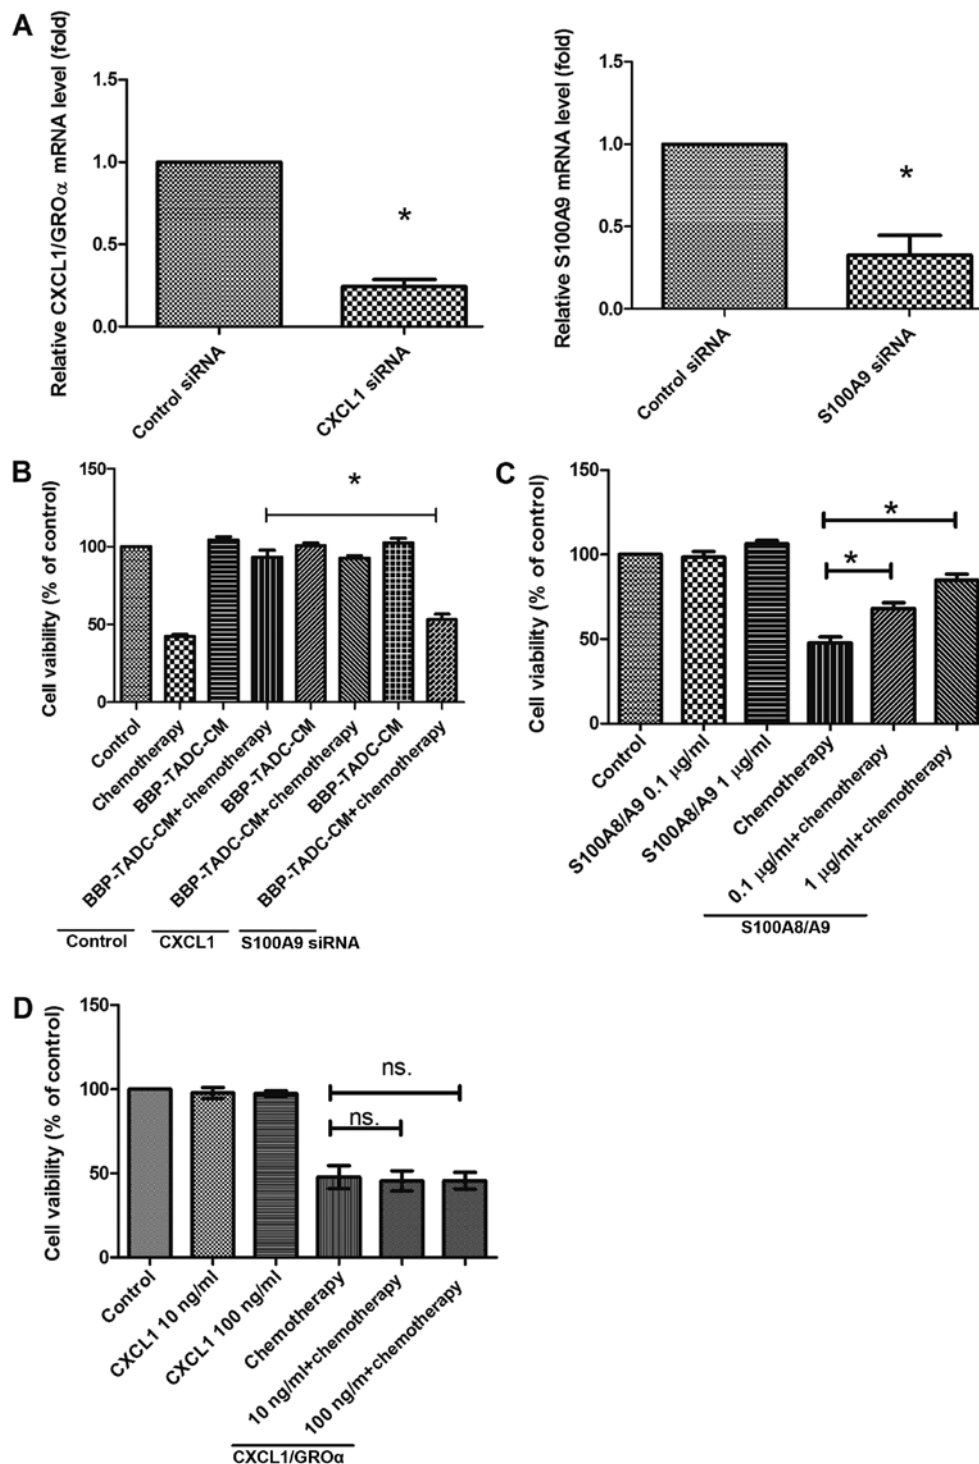 A
Relative CXCL1/GROα mRNA level (fold)
1.5
1.0
0.5
0.0
*
Control siRNA
CXCL1 siRNA
Relative S100A9 mRNA level (fold)
1.5
1.0
0.5
0.0
*
Control siRNA
S100A9 siRNA
B
Cell vaibility (% of control)
150
100
50
0
*
Control
Chemotherapy
BBP-TADC-CM
BBP-TADC-CM+chemotherapy
BBP-TADC-CM
BBP-TADC-CM+chemotherapy
BBP-TADC-CM
BBP-TADC-CM+chemotherapy
Control
CXCL1
S100A9 siRNA
C
Cell viability (% of control)
150
100
50
0
*
*
Control
S100A8/A9 0.1 μg/ml
S100A8/A9 1 μg/ml
Chemotherapy
0.1 μg/ml+chemotherapy
1 μg/ml+chemotherapy
S100A8/A9
D
Cell vaibility (% of control)
150
100
50
0
ns.
ns.
Control
CXCL1 10 ng/ml
CXCL1 100 ng/ml
Chemotherapy
10 ng/ml+chemotherapy
100 ng/m+chemotherapy
CXCL1/GROα